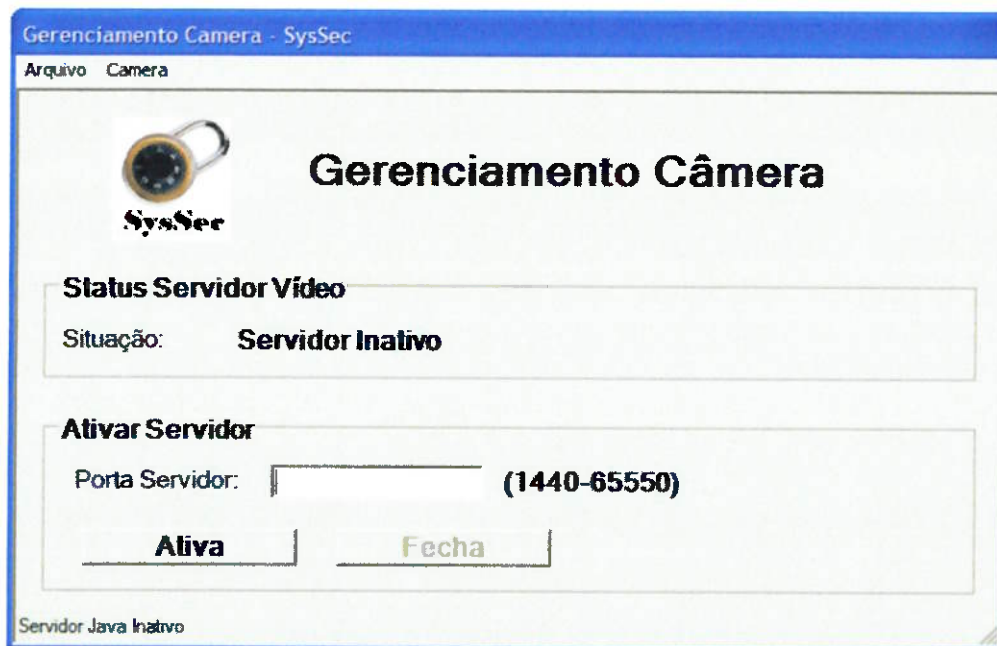 Gerenciamento Camera - SysSec
Arquivo Camera
SysSec
Gerenciamento Câmera
Status Servidor Vídeo
Situação: Servidor Inativo
Ativar Servidor
Porta Servidor: (1440-65550)
Ativa Fecha
Servidor Java Inativo